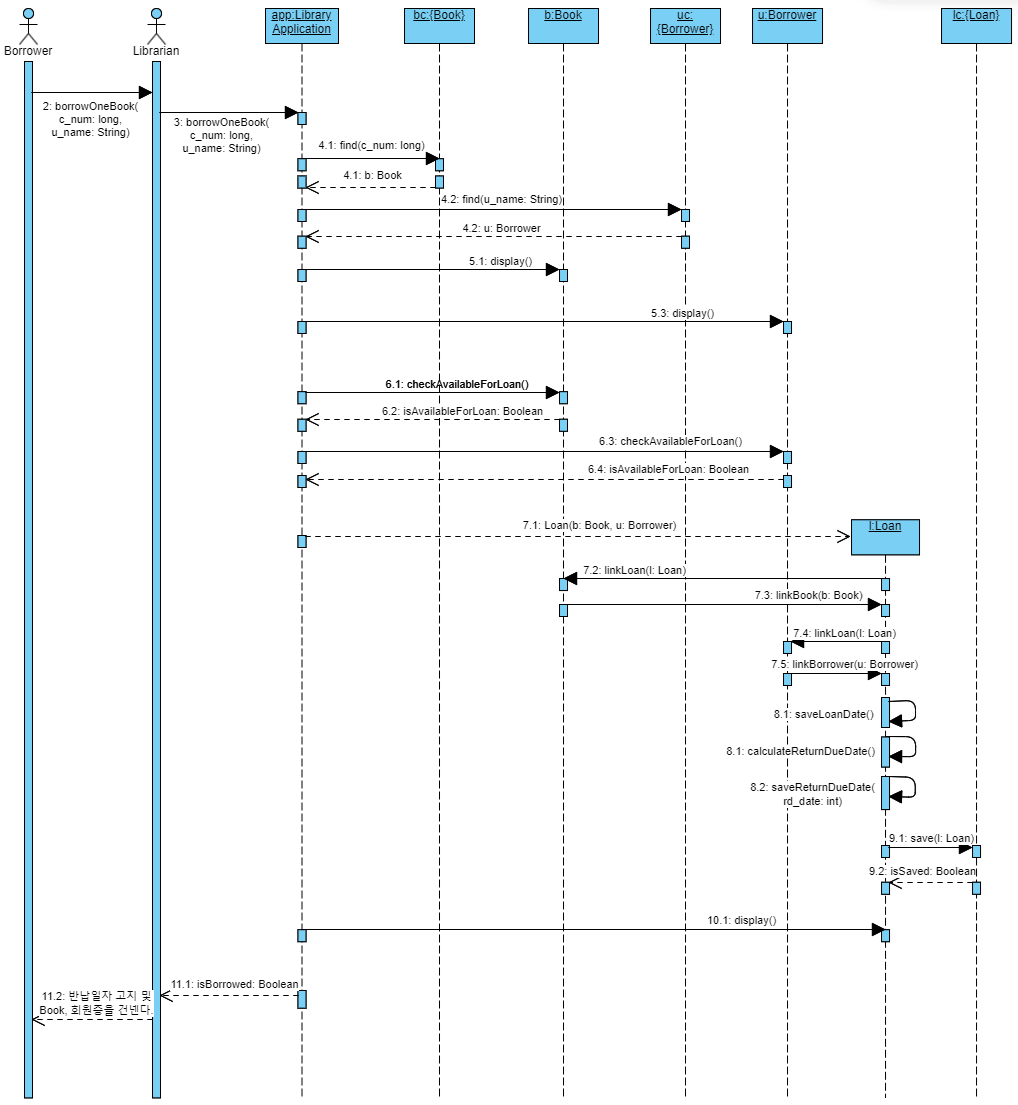 app:Library
Application
bc:{Book}
b:Book
uc:
{Borrower}
u:Borrower
lc:{Loan}
Borrower
Librarian
2: borrowOneBook(
c_num: long,
u_name: String)
3: borrowOneBook(
c_num: long,
u_name: String)
4.1: find(c_num: long)
4.1: b: Book
4.2: find(u_name: String)
4.2: u: Borrower
5.1: display()
5.3: display()
6.1: checkAvailableForLoan()
6.2: isAvailableForLoan: Boolean
6.3: checkAvailableForLoan()
6.4: isAvailableForLoan: Boolean
7.1: Loan(b: Book, u: Borrower)
l:Loan
7.2: linkLoan(l: Loan)
7.3: linkBook(b: Book)
7.4: linkLoan(l: Loan)
7.5: linkBorrower(u: Borrower)
8.1: saveLoanDate()
8.1: calculateReturnDueDate()
8.2: saveReturnDueDate(
rd_date: int)
9.1: save(l: Loan)
9.2: isSaved: Boolean
10.1: display()
11.1: isBorrowed: Boolean
11.2: 반납일자 고지 및
Book, 회원증을 건넨다.